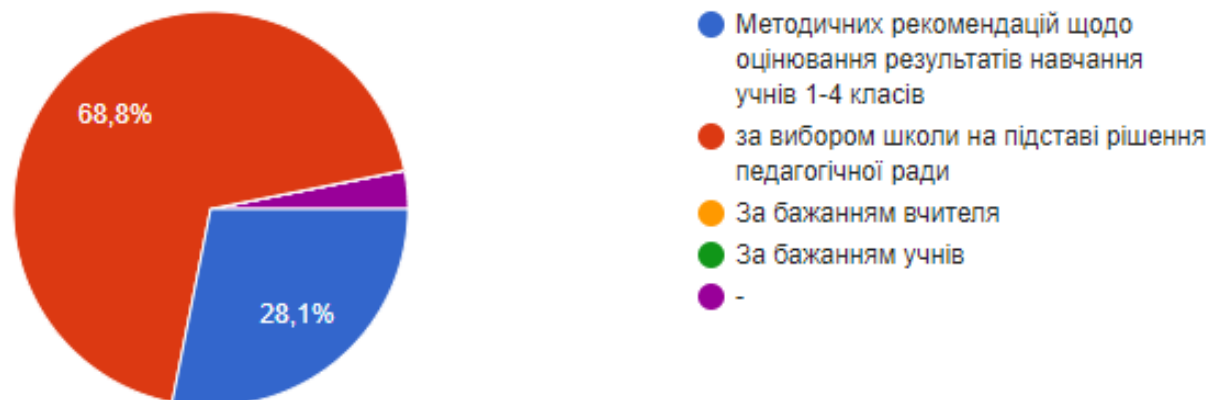 68,8%
28,1%
Методичних рекомендацій щодо
оцінювання результатів навчання
учнів 1-4 класів
за вибором школи на підставі рішення
педагогічної ради
За бажанням вчителя
За бажанням учнів
-